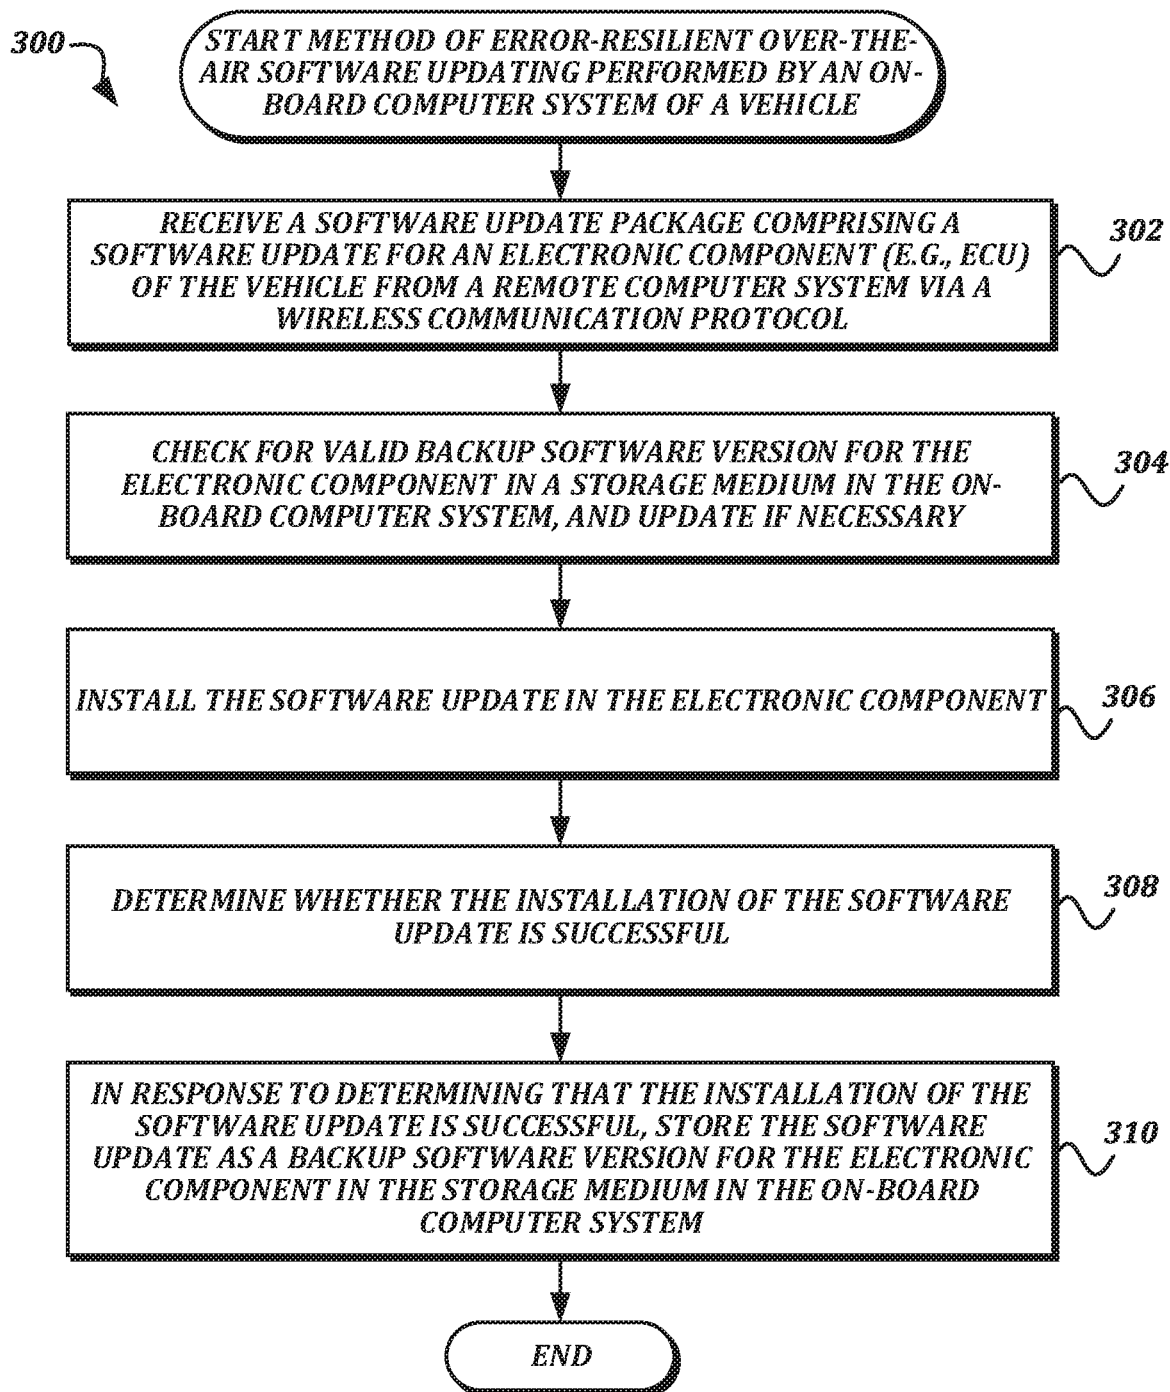 300
START METHOD OF ERROR-RESILIENT OVER-THE-
AIR SOFTWARE UPDATING PERFORMED BY AN ON-
BOARD COMPUTER SYSTEM OF A VEHICLE
RECEIVE A SOFTWARE UPDATE PACKAGE COMPRISING A
SOFTWARE UPDATE FOR AN ELECTRONIC COMPONENT (E.G., ECU)
OF THE VEHICLE FROM A REMOTE COMPUTER SYSTEM VIA A
WIRELESS COMMUNICATION PROTOCOL
302
CHECK FOR VALID BACKUP SOFTWARE VERSION FOR THE
ELECTRONIC COMPONENT IN A STORAGE MEDIUM IN THE ON-
BOARD COMPUTER SYSTEM, AND UPDATE IF NECESSARY
304
INSTALL THE SOFTWARE UPDATE IN THE ELECTRONIC COMPONENT
306
DETERMINE WHETHER THE INSTALLATION OF THE SOFTWARE
UPDATE IS SUCCESSFUL
308
IN RESPONSE TO DETERMINING THAT THE INSTALLATION OF THE
SOFTWARE UPDATE IS SUCCESSFUL, STORE THE SOFTWARE
UPDATE AS A BACKUP SOFTWARE VERSION FOR THE ELECTRONIC
COMPONENT IN THE STORAGE MEDIUM IN THE ON-BOARD
COMPUTER SYSTEM
310
END